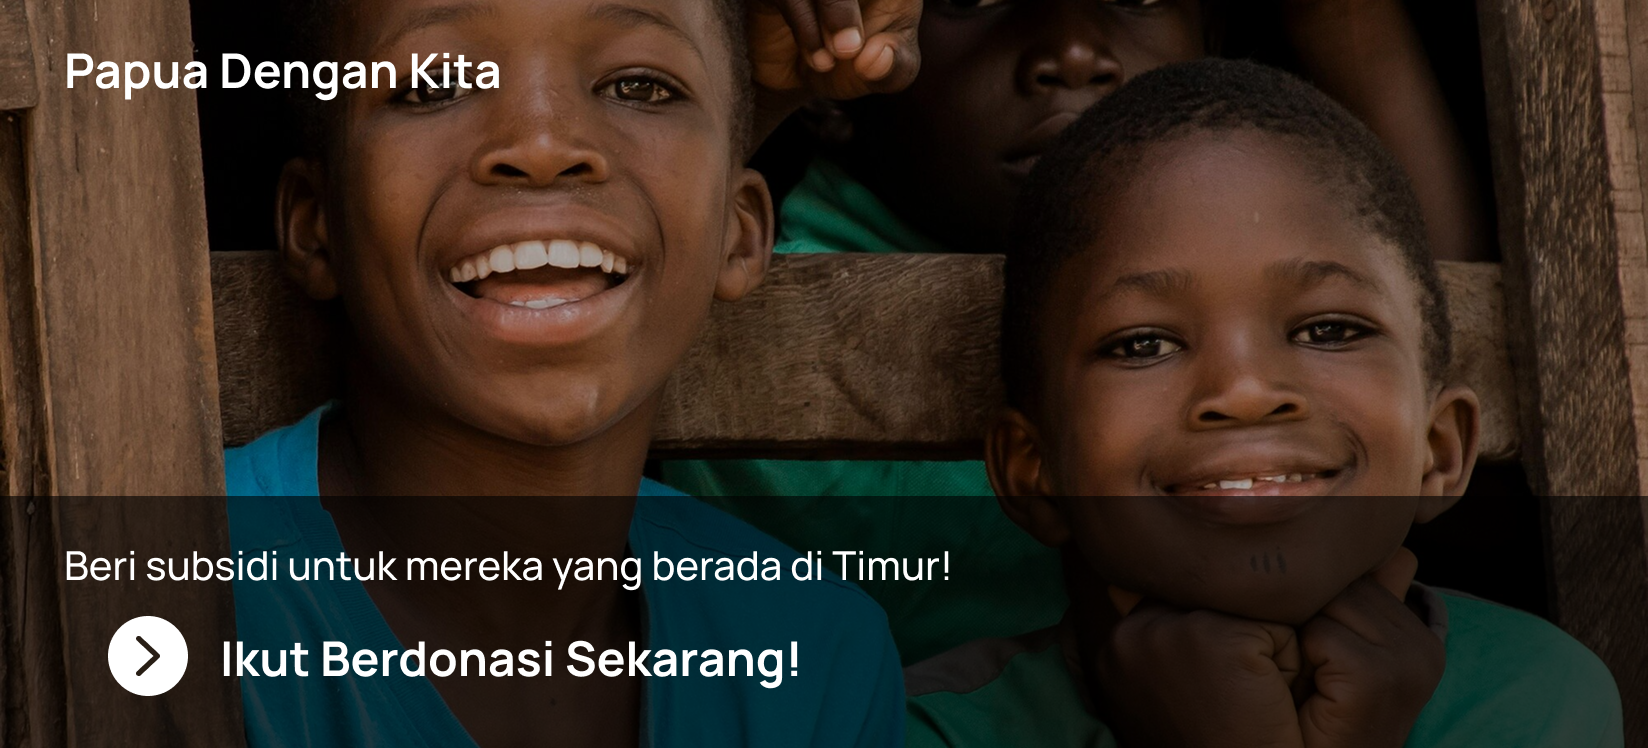 Papua Dengan Kita
Beri subsidi untuk mereka yang berada di Timur!
Ikut Berdonasi Sekarang!